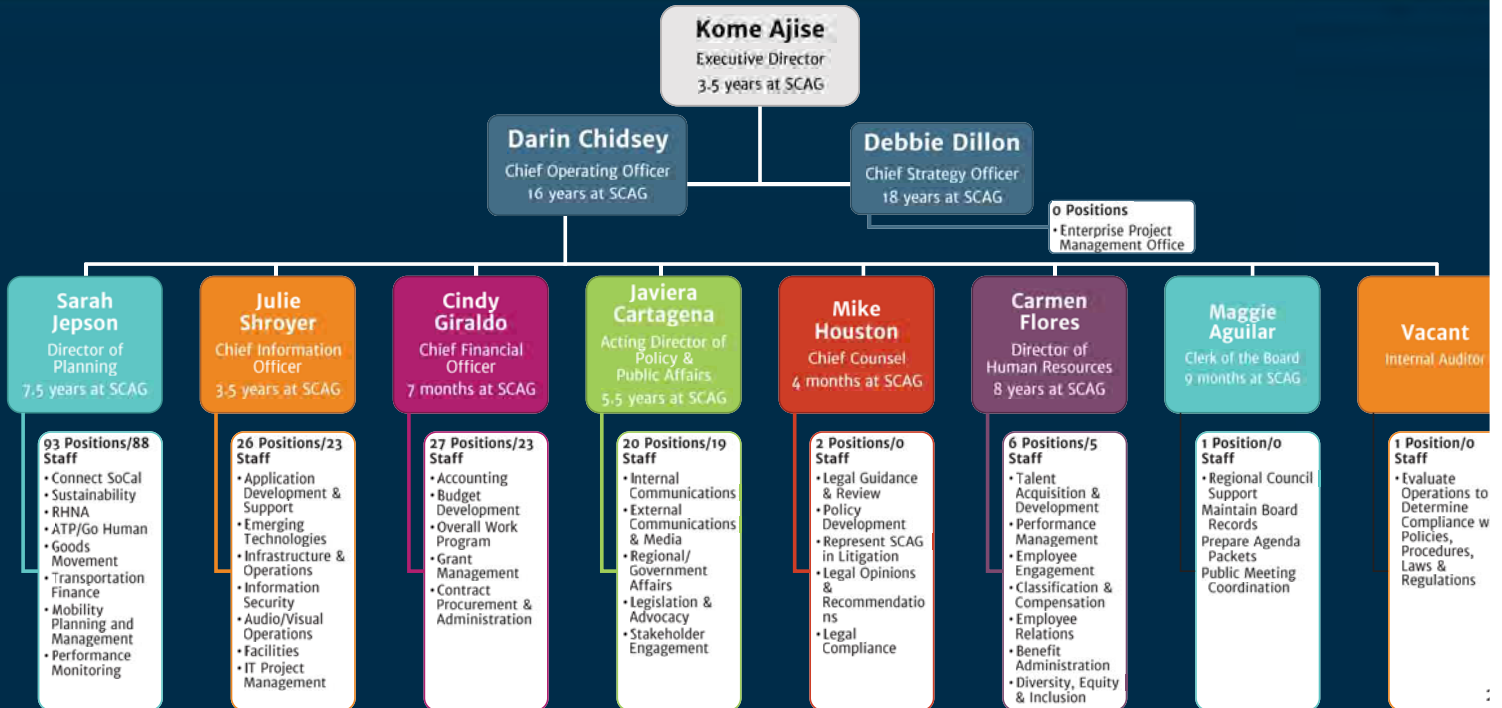 Kome Ajise
Executive Director
3.5 years at SCAG
Darin Chidsey
Chief Operating Officer
16 years at SCAG
Debbie Dillon
Chief Strategy Officer
18 years at SCAG
0 Positions
• Enterprise Project
Management Office
Sarah
Jepson
Director of
Planning
7.5 years at SCAG
93 Positions/88
Staff
• Connect SoCal
• Sustainability
• RHNA
• ATP/Go Human
• Goods
Movement
• Transportation
Finance
• Mobility
Planning and
Management
• Performance
Monitoring
Julie
Shroyer
Chief Information
Officer
3.5 years at SCAG
26 Positions/23
Staff
• Application
Development &
Support
• Emerging
Technologies
• Infrastructure &
Operations
• Information
Security
• Audio/Visual
Operations
• Facilities
• IT Project
Management
Cindy
Giraldo
Chief Financial
Officer
7 months at SCAG
27 Positions/23
Staff
• Accounting
• Budget
Development
• Overall Work
Program
• Grant
Management
• Contract
Procurement &
Administration
Javiera
Cartagena
Acting Director of
Policy &
Public Affairs
5.5 years at SCAG
20 Positions/19
Staff
• Internal
Communications
• External
Communications
& Media
• Regional/
Government
Affairs
• Legislation &
Advocacy
• Stakeholder
Engagement
Mike
Houston
Chief Counsel
4 months at SCAG
2 Positions/0
Staff
• Legal Guidance
& Review
• Policy
Development
• Represent SCAG
in Litigation
• Legal Opinions
&
Recommendatio
ns
• Legal
Compliance
Carmen
Flores
Director of
Human Resources
8 years at SCAG
6 Positions/5
Staff
• Talent
Acquisition &
Development
• Performance
Management
• Employee
Engagement
• Classification &
Compensation
• Employee
Relations
• Benefit
Administration
• Diversity, Equity
& Inclusion
Maggie
Aguilar
Clerk of the Board
9 months at SCAG
1 Position/0
Staff
• Regional Council
Support
Maintain Board
Records
Prepare Agenda
Packets
Public Meeting
Coordination
Vacant
Internal Auditor
1 Position/0
Staff
• Evaluate
Operations to
Determine
Compliance w
Policies,
Procedures,
Laws &
Regulations